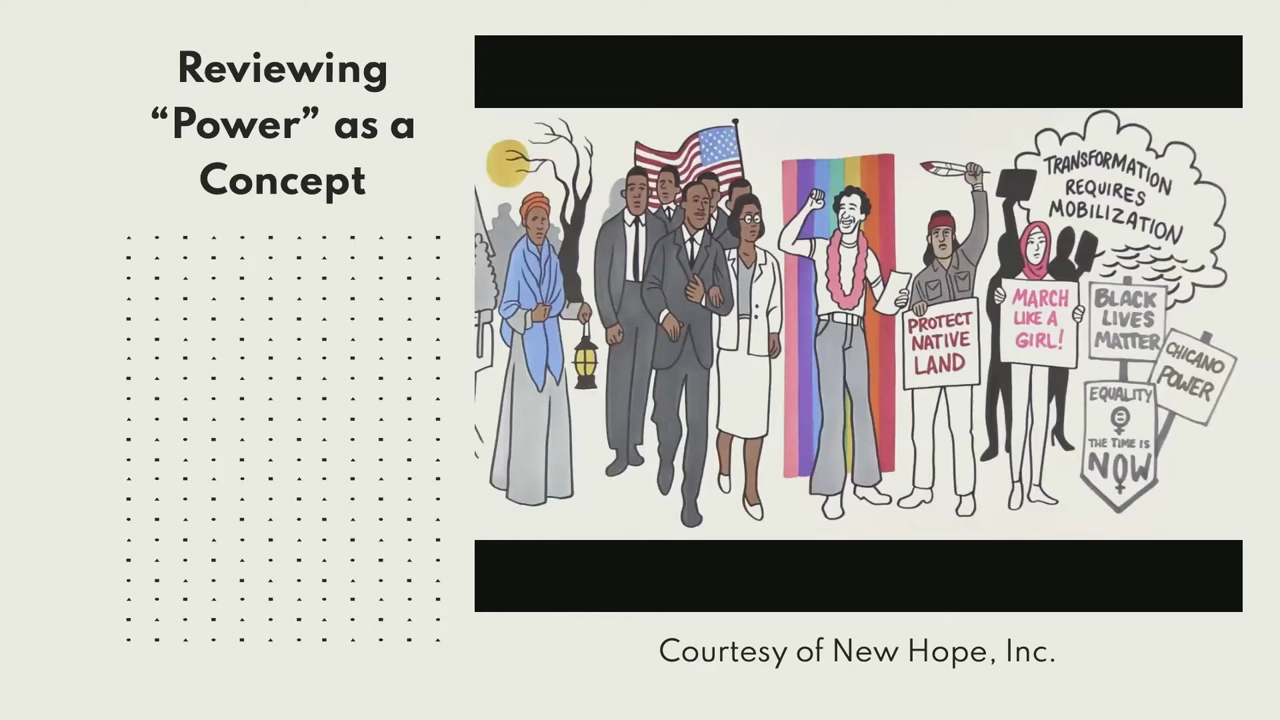 Reviewing
“Power” as a
Concept
TRANSFORMATION
REQUIRES
MOBILIZATION
PROTECT
NATIVE
LAND
MARCH
LIKE A
GIRL!
BLACK
LIVES
MATTER
CHICANO
POWER
EQUALITY
THE TIME IS
NOW
Courtesy of New Hope, Inc.